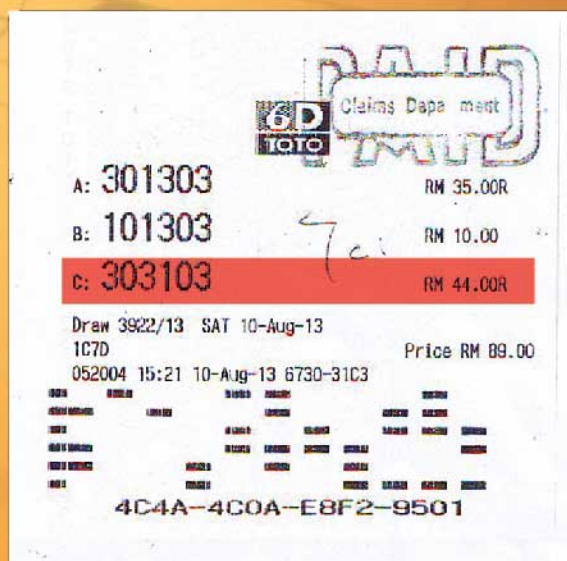 PAID
Claims Depa ment
6D
TOTO
A: 301303 RM 35.00R
B: 101303 RM 10.00
C: 303103 RM 44.00R
Draw 3922/13 SAT 10-Aug-13
1C7D Price RM 89.00
052004 15:21 10-Aug-13 6730-31C3
4C4A-4C0A-E8F2-9501